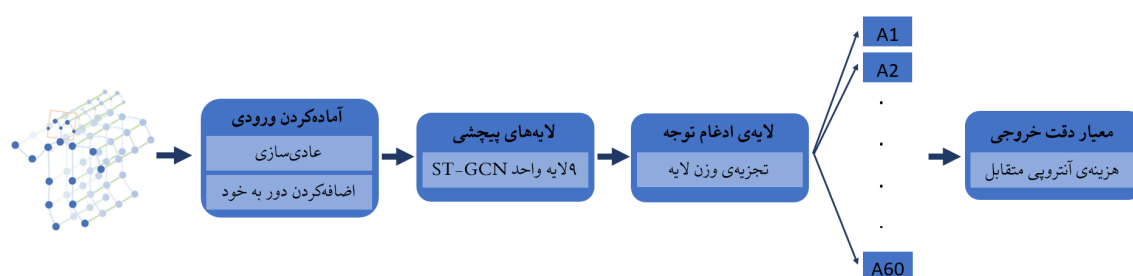 آماده‌کردن ورودی
عادی‌سازی
اضافه‌کردن دور به خود
لایه‌های پیچشی
۹لایه واحد ST-GCN
لایه‌ی ادغام توجه
تجزیه‌ی وزن لایه
A1
A2
.
.
.
.
A60
معیار دقت خروجی
هزینه‌ی آنتروپی متقابل